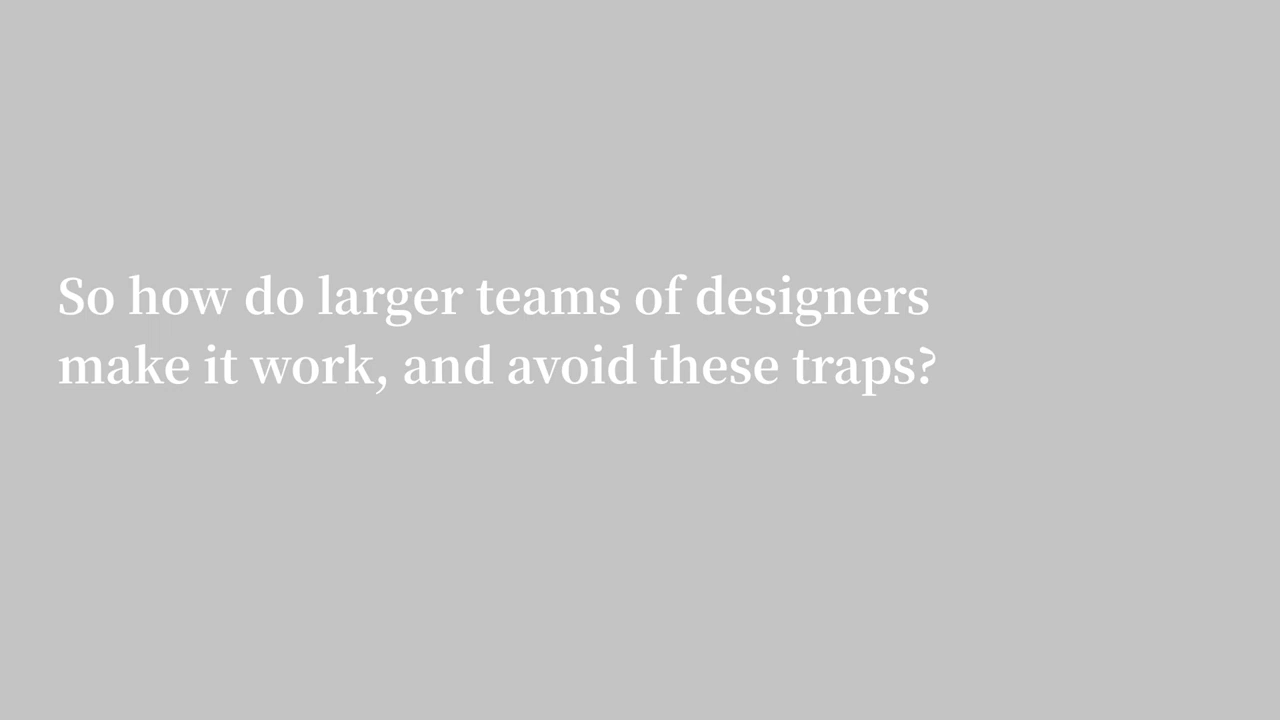 So how do larger teams of designers
make it work, and avoid these traps?